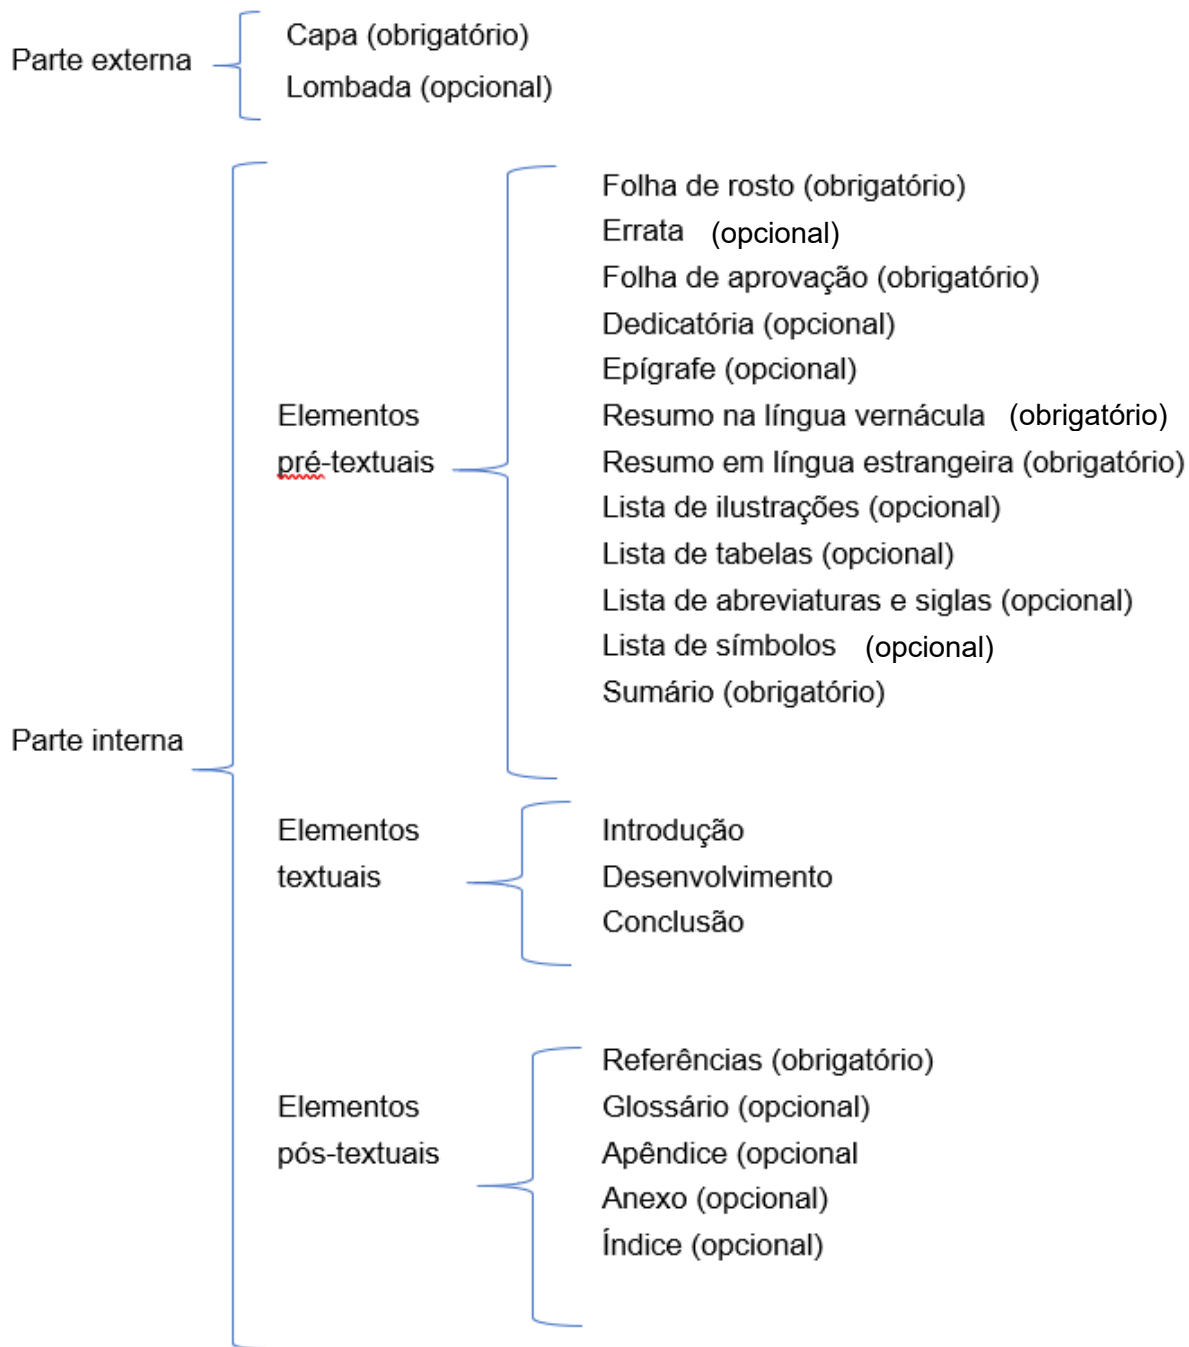 Parte externa
Capa (obrigatório)
Lombada (opcional)
Parte interna
Elementos
pré-textuais
Folha de rosto (obrigatório)
Errata (opcional)
Folha de aprovação (obrigatório)
Dedicatória (opcional)
Epígrafe (opcional)
Resumo na língua vernácula (obrigatório)
Resumo em língua estrangeira (obrigatório)
Lista de ilustrações (opcional)
Lista de tabelas (opcional)
Lista de abreviaturas e siglas (opcional)
Lista de símbolos (opcional)
Sumário (obrigatório)
Elementos
textuais
Introdução
Desenvolvimento
Conclusão
Elementos
pós-textuais
Referências (obrigatório)
Glossário (opcional)
Apêndice (opcional
Anexo (opcional)
Índice (opcional)